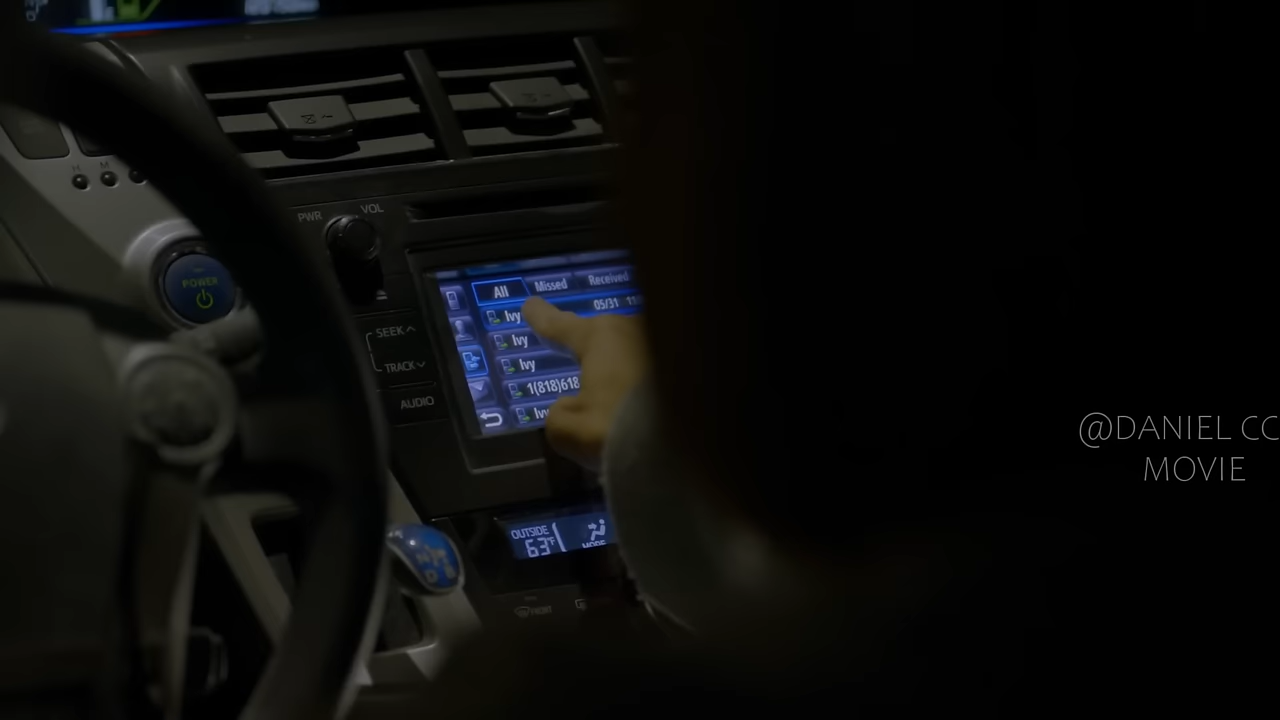 H M
PWR VOL
POWER
All Missed Received
Ivy 05/31
Ivy
Ivy
1(818)618
SEEK
TRACK
AUDIO
@DANIEL CC
MOVIE
OUTSIDE
63°F
FRONT